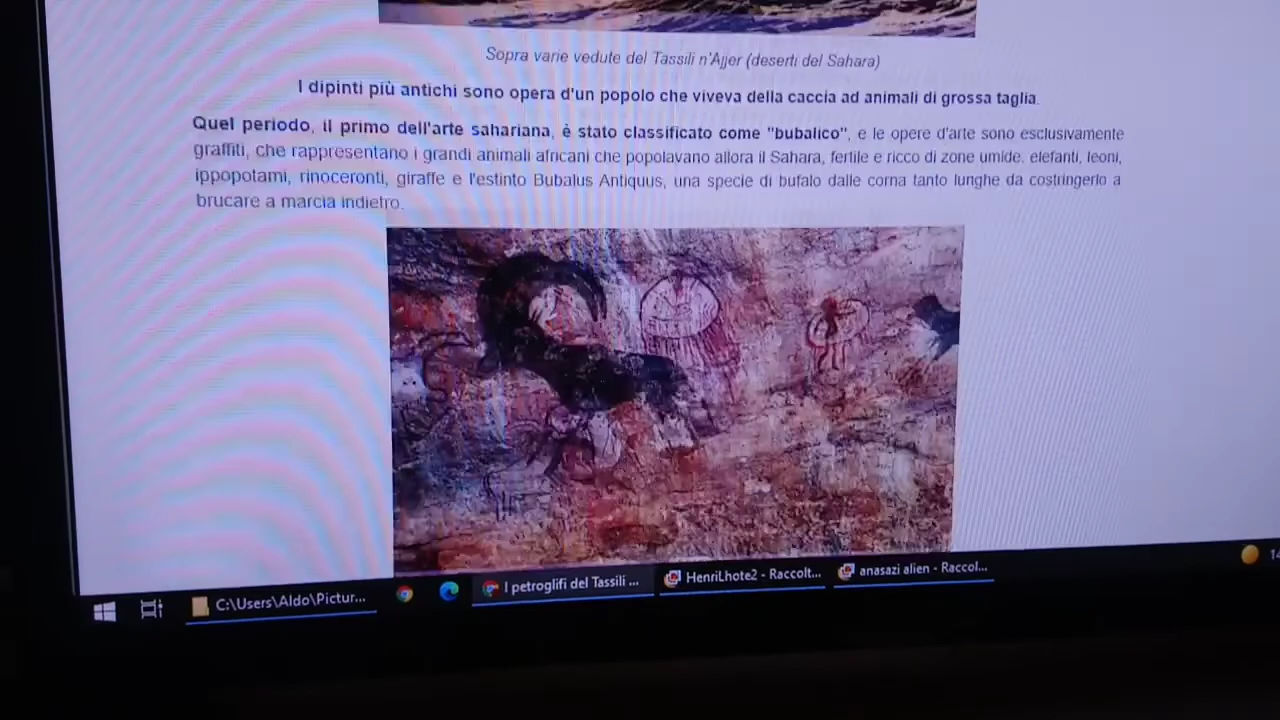 Sopra varie vedute del Tassili n'Ajjer (deserti del Sahara)
I dipinti più antichi sono opera d'un popolo che viveva della caccia ad animali di grossa taglia.
Quel periodo, il primo dell'arte sahariana, è stato classificato come "bubalico", e le opere d'arte sono esclusivamente
graffiti, che rappresentano i grandi animali africani che popolavano allora il Sahara, fertile e ricco di zone umide. elefanti, leoni,
ippopotami, rinoceronti, giraffe e l'estinto Bubalus Antiquus, una specie di bufalo dalle corna tanto lunghe da costringerlo a
brucare a marcia indietro.
C:\Users\Aldo\Pictur...
I petroglifi del Tassili ...
HenriLhote2 - Raccolt...
anasazi alien - Raccol...